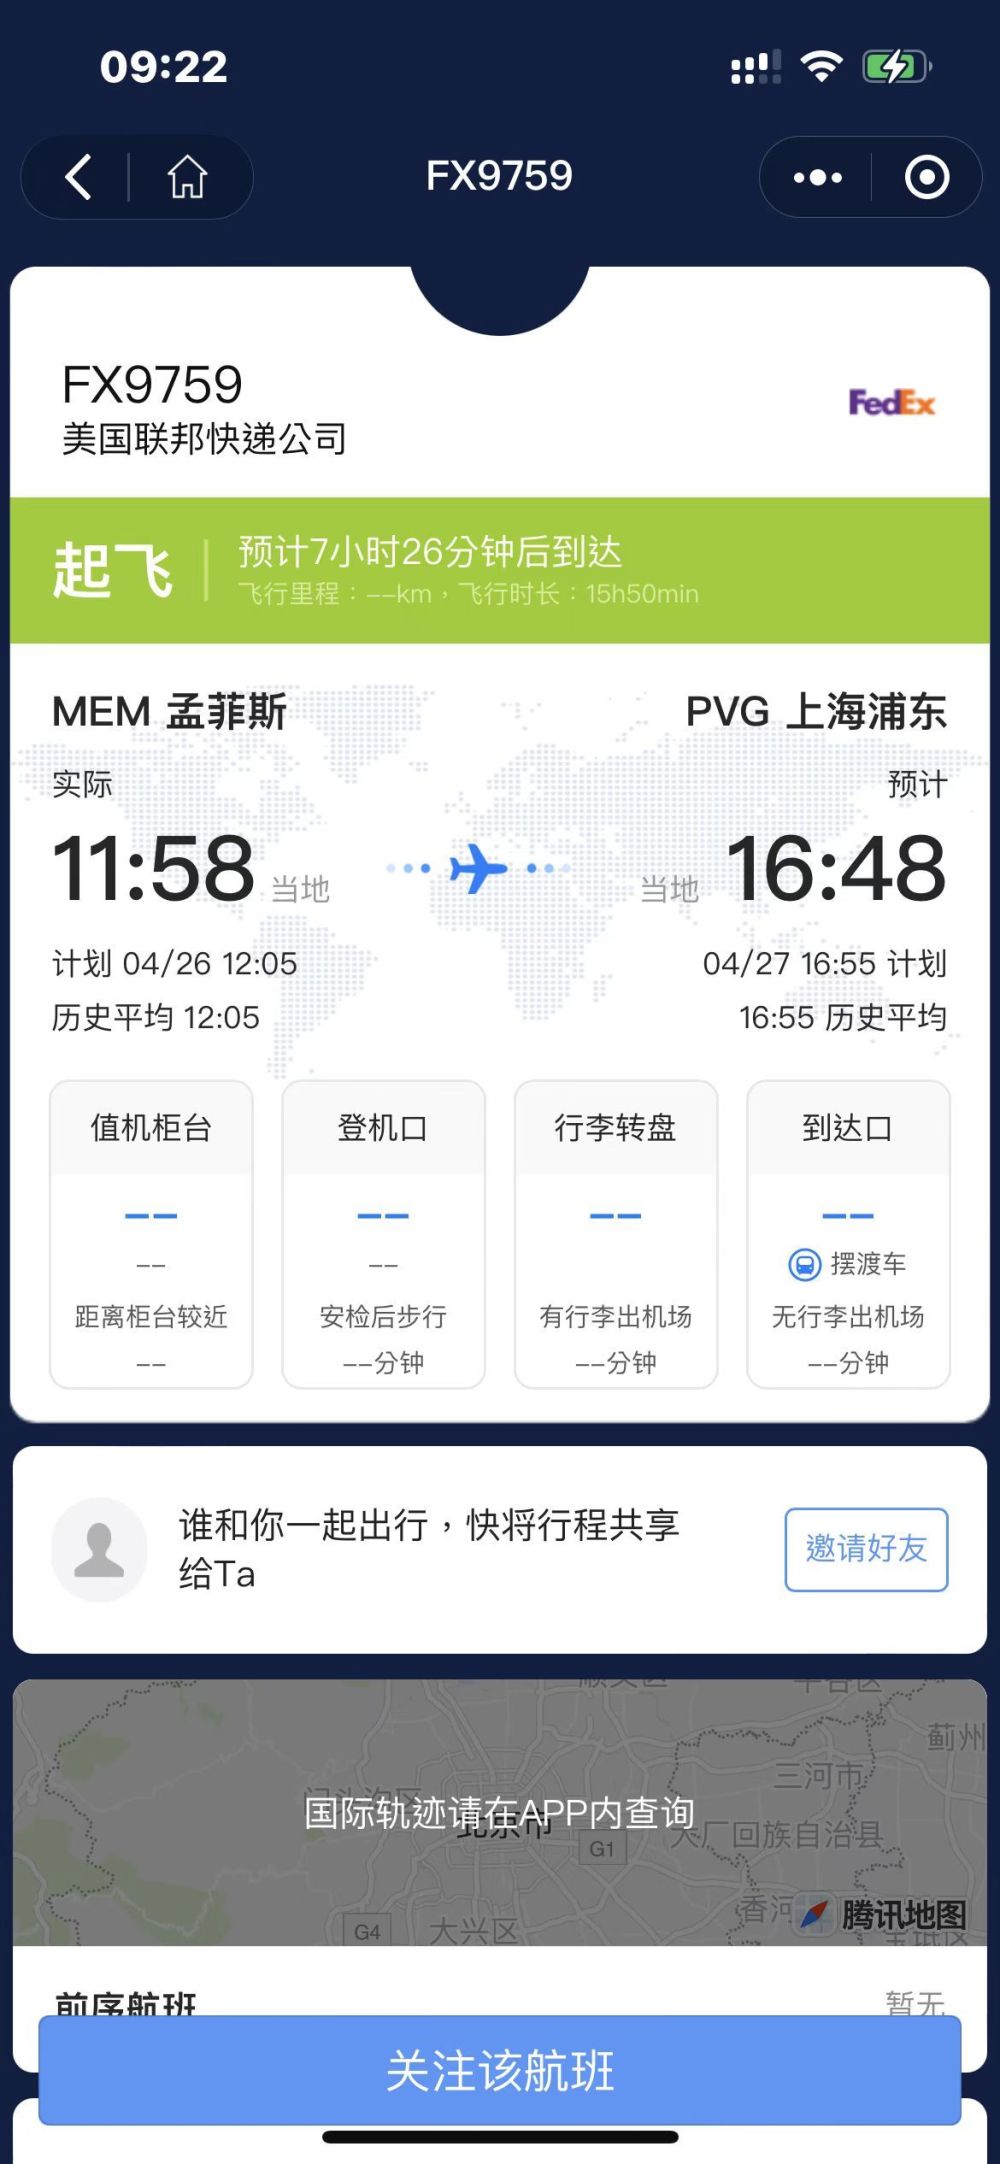 09:22
FX9759
FX9759
FedEx
美国联邦快递公司
起飞
预计7小时26分钟后到达
飞行里程：--km，飞行时长：15h50min
MEM 孟菲斯
PVG 上海浦东
实际
预计
11:58 当地
当地 16:48
计划 04/26 12:05
04/27 16:55 计划
历史平均 12:05
16:55 历史平均
值机柜台
登机口
行李转盘
到达口
--
--
--
--
--
--
摆渡车
距离柜台较近
安检后步行
有行李出机场
无行李出机场
--
--分钟
--分钟
--分钟
谁和你一起出行，快将行程共享
给Ta
邀请好友
蓟州
三河市
国际轨迹请在APP内查询
北京市
G1
大厂回族自治县
香河
腾讯地图
G4
大兴区
前序航班
暂无
关注该航班